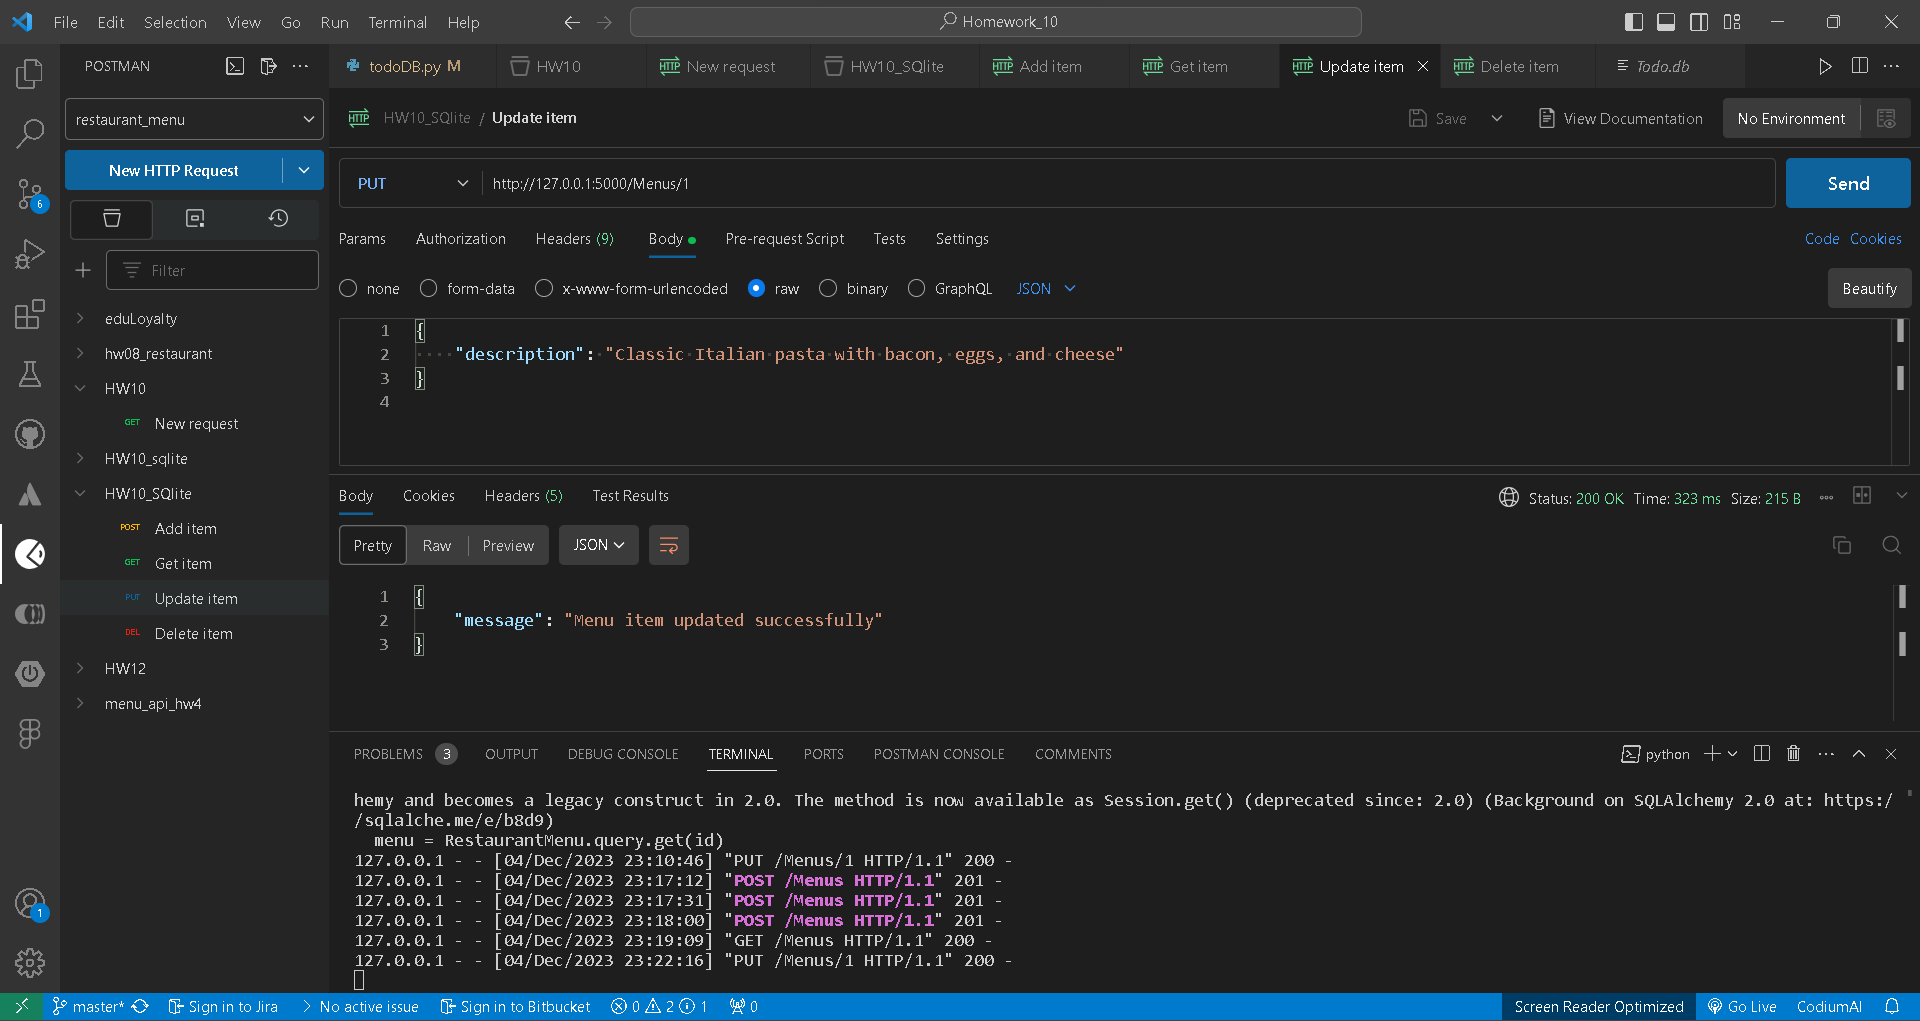 File Edit Selection View Go Run Terminal Help
Homework_10
POSTMAN
todoDB.py M
HW10
New request
HW10_SQlite
Add item
Get item
Update item
Delete item
Todo.db
restaurant_menu
New HTTP Request
Filter
eduLoyalty
hw08_restaurant
HW10
GET New request
HW10_sqlite
HW10_SQlite
POST Add item
GET Get item
PUT Update item
DEL Delete item
HW12
menu_api_hw4
6
1
HTTP HW10_SQlite / Update item
Save
View Documentation
No Environment
PUT http://127.0.0.1:5000/Menus/1
Send
Params Authorization Headers (9) Body Pre-request Script Tests Settings
Code Cookies
none form-data x-www-form-urlencoded raw binary GraphQL JSON
Beautify
1 {
2 ····"description":·"Classic·Italian·pasta·with·bacon,·eggs,·and·cheese"
3 }
4
Body Cookies Headers (5) Test Results
Status: 200 OK Time: 323 ms Size: 215 B
Pretty Raw Preview JSON
1 {
2 "message": "Menu item updated successfully"
3 }
PROBLEMS 3 OUTPUT DEBUG CONSOLE TERMINAL PORTS POSTMAN CONSOLE COMMENTS
python
hemy and becomes a legacy construct in 2.0. The method is now available as Session.get() (deprecated since: 2.0) (Background on SQLAlchemy 2.0 at: https:/
/sqlalche.me/e/b8d9)
menu = RestaurantMenu.query.get(id)
127.0.0.1 - - [04/Dec/2023 23:10:46] "PUT /Menus/1 HTTP/1.1" 200 -
127.0.0.1 - - [04/Dec/2023 23:17:12] "POST /Menus HTTP/1.1" 201 -
127.0.0.1 - - [04/Dec/2023 23:17:31] "POST /Menus HTTP/1.1" 201 -
127.0.0.1 - - [04/Dec/2023 23:18:00] "POST /Menus HTTP/1.1" 201 -
127.0.0.1 - - [04/Dec/2023 23:19:09] "GET /Menus HTTP/1.1" 200 -
127.0.0.1 - - [04/Dec/2023 23:22:16] "PUT /Menus/1 HTTP/1.1" 200 -
master* Sign in to Jira No active issue Sign in to Bitbucket 0 2 1 0
Screen Reader Optimized Go Live CodiumAI